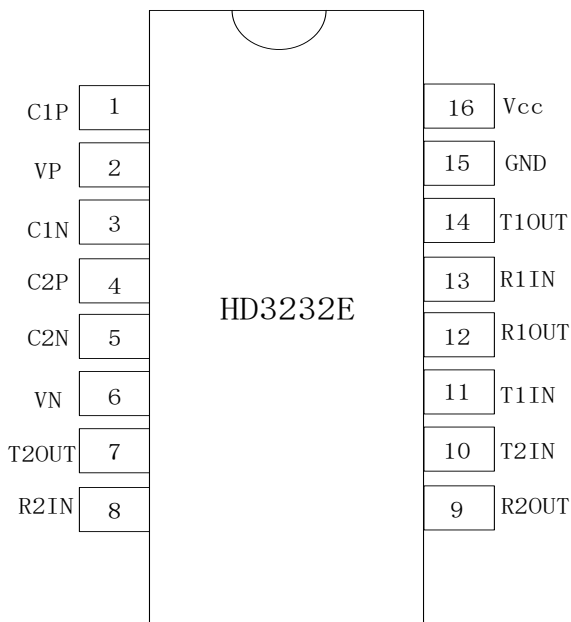 C1P 1 16 Vcc
VP 2 15 GND
C1N 3 14 T1OUT
C2P 4 13 R1IN
HD3232E
C2N 5 12 R1OUT
VN 6 11 T1IN
T2OUT 7 10 T2IN
R2IN 8 9 R2OUT